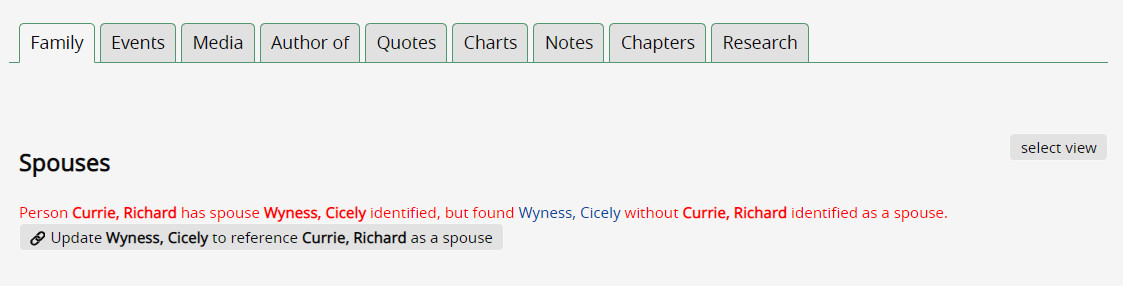 Family Events Media Author of Quotes Charts Notes Chapters Research
select view
Spouses
Person Currie, Richard has spouse Wyness, Cicely identified, but found Wyness, Cicely without Currie, Richard identified as a spouse.
Update Wyness, Cicely to reference Currie, Richard as a spouse